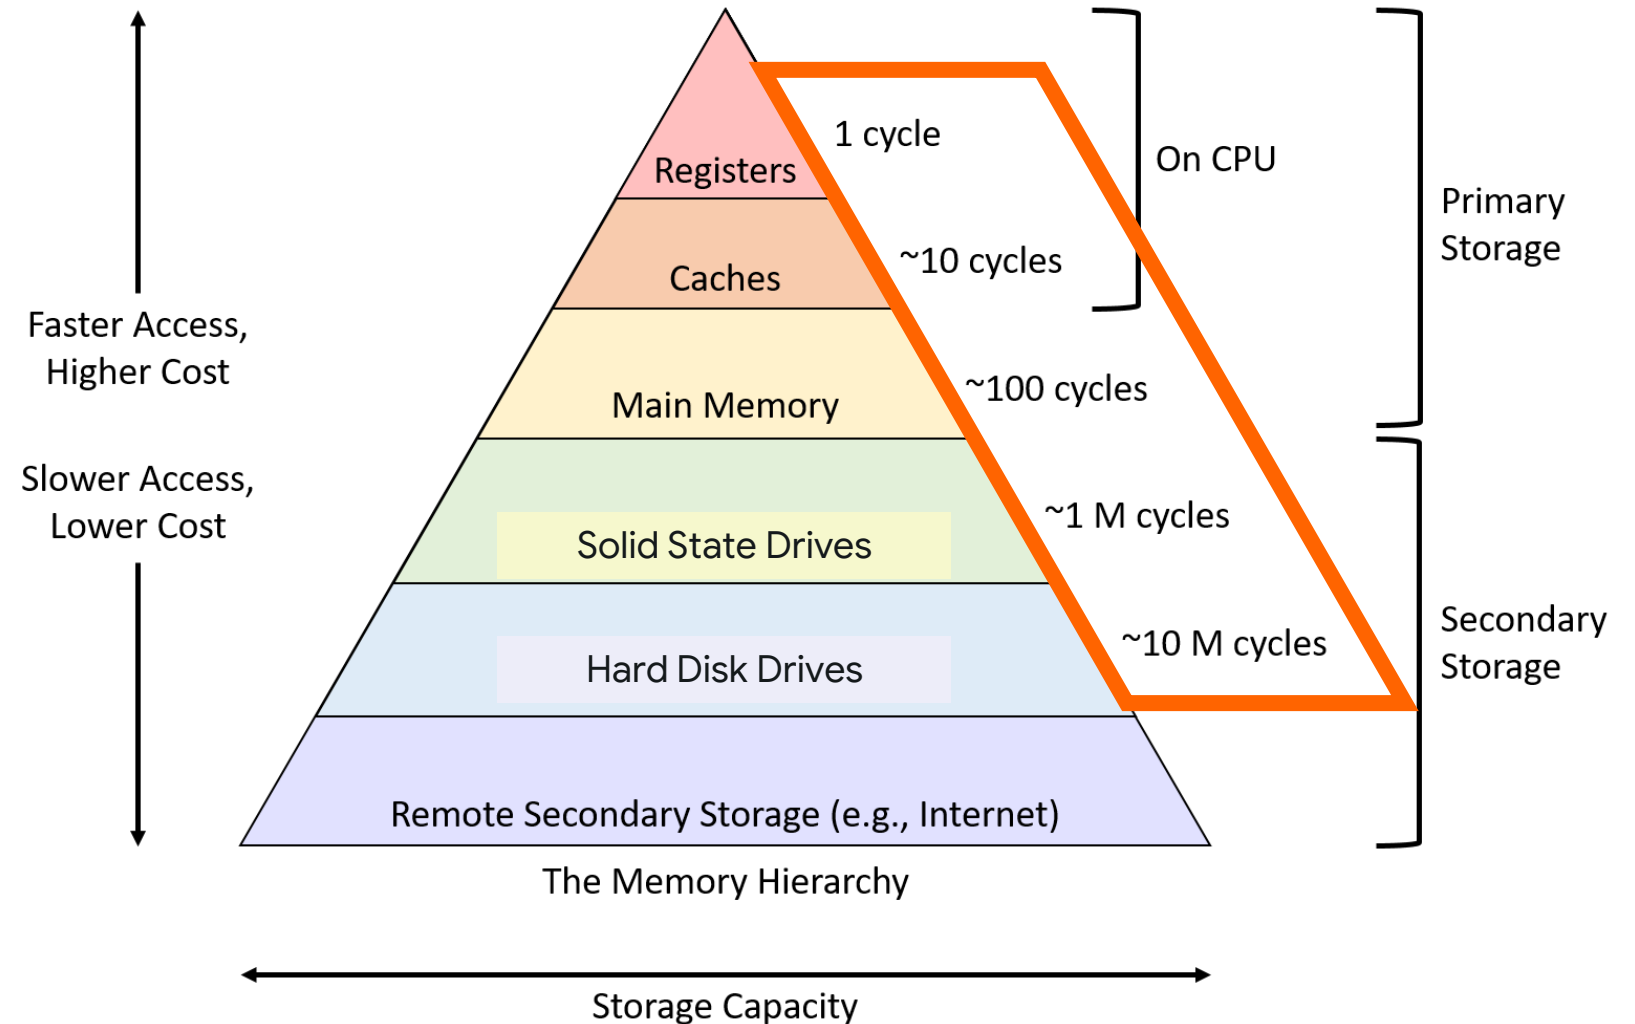 1 cycle
Registers
On CPU
Primary
Storage
~10 cycles
Caches
Faster Access,
Higher Cost
~100 cycles
Main Memory
Slower Access,
Lower Cost
~1 M cycles
Solid State Drives
~10 M cycles
Hard Disk Drives
Secondary
Storage
Remote Secondary Storage (e.g., Internet)
The Memory Hierarchy
Storage Capacity